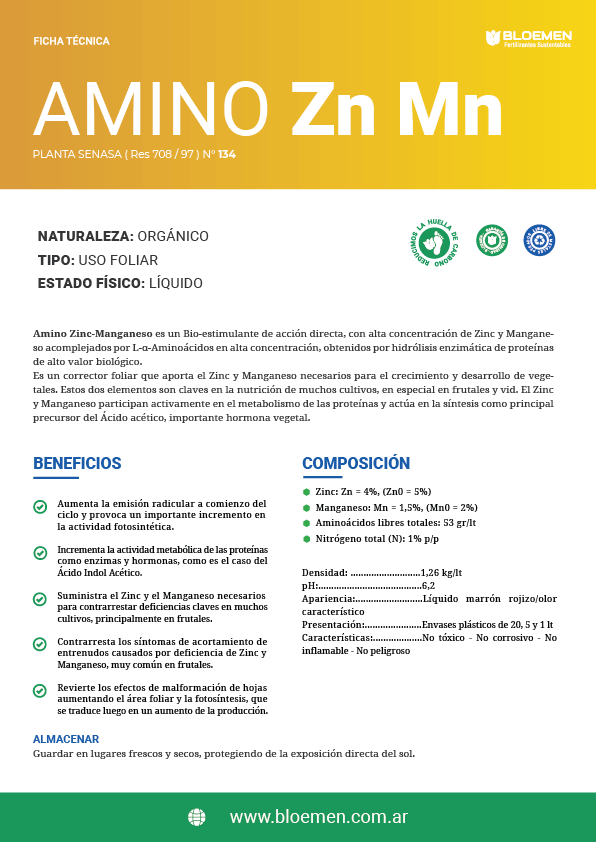 FICHA TÉCNICA
BLOEMEN
Fertilizantes Sustentables
AMINO Zn Mn
PLANTA SENASA ( Res 708 / 97 ) N° 134
NATURALEZA: ORGÁNICO
TIPO: USO FOLIAR
ESTADO FÍSICO: LÍQUIDO
REDUCIMOS LA HUELLA DE CARBONO
Amino Zinc-Manganeso es un Bio-estimulante de acción directa, con alta concentración de Zinc y Mangane-
so acomplejados por L-α-Aminoácidos en alta concentración, obtenidos por hidrólisis enzimática de proteínas
de alto valor biológico.
Es un corrector foliar que aporta el Zinc y Manganeso necesarios para el crecimiento y desarrollo de vege-
tales. Estos dos elementos son claves en la nutrición de muchos cultivos, en especial en frutales y vid. El Zinc
y Manganeso participan activamente en el metabolismo de las proteínas y actúa en la síntesis como principal
precursor del Ácido acético, importante hormona vegetal.
BENEFICIOS
Aumenta la emisión radicular a comienzo del
ciclo y provoca un importante incremento en
la actividad fotosintética.
Incrementa la actividad metabólica de las proteínas
como enzimas y hormonas, como es el caso del
Ácido Indol Acético.
Suministra el Zinc y el Manganeso necesarios
para contrarrestar deficiencias claves en muchos
cultivos, principalmente en frutales.
Contrarresta los síntomas de acortamiento de
entrenudos causados por deficiencia de Zinc y
Manganeso, muy común en frutales.
Revierte los efectos de malformación de hojas
aumentando el área foliar y la fotosíntesis, que
se traduce luego en un aumento de la producción.
COMPOSICIÓN
Zinc: Zn = 4%, (Zn0 = 5%)
Manganeso: Mn = 1,5%, (Mn0 = 2%)
Aminoácidos libres totales: 53 gr/lt
Nitrógeno total (N): 1% p/p
Densidad: ...........................1,26 kg/lt
pH:........................................6,2
Apariencia:..........................Líquido marrón rojizo/olor
característico
Presentación:......................Envases plásticos de 20, 5 y 1 lt
Características:...................No tóxico - No corrosivo - No
inflamable - No peligroso
ALMACENAR
Guardar en lugares frescos y secos, protegiendo de la exposición directa del sol.
www.bloemen.com.ar